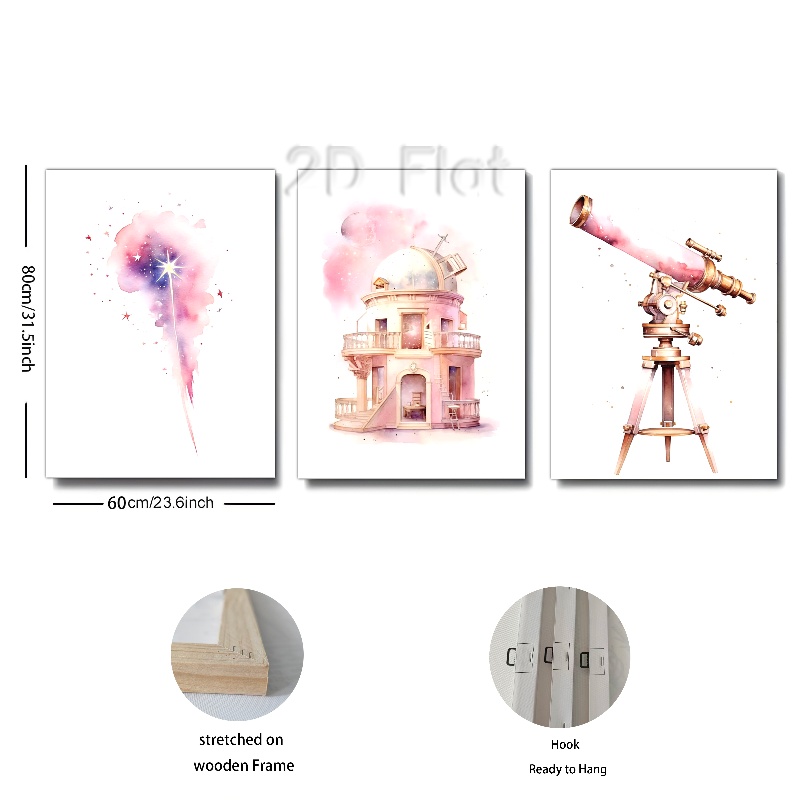 2D Flat
80cm/31.5inch
60cm/23.6inch
stretched on
wooden Frame
Hook
Ready to Hang